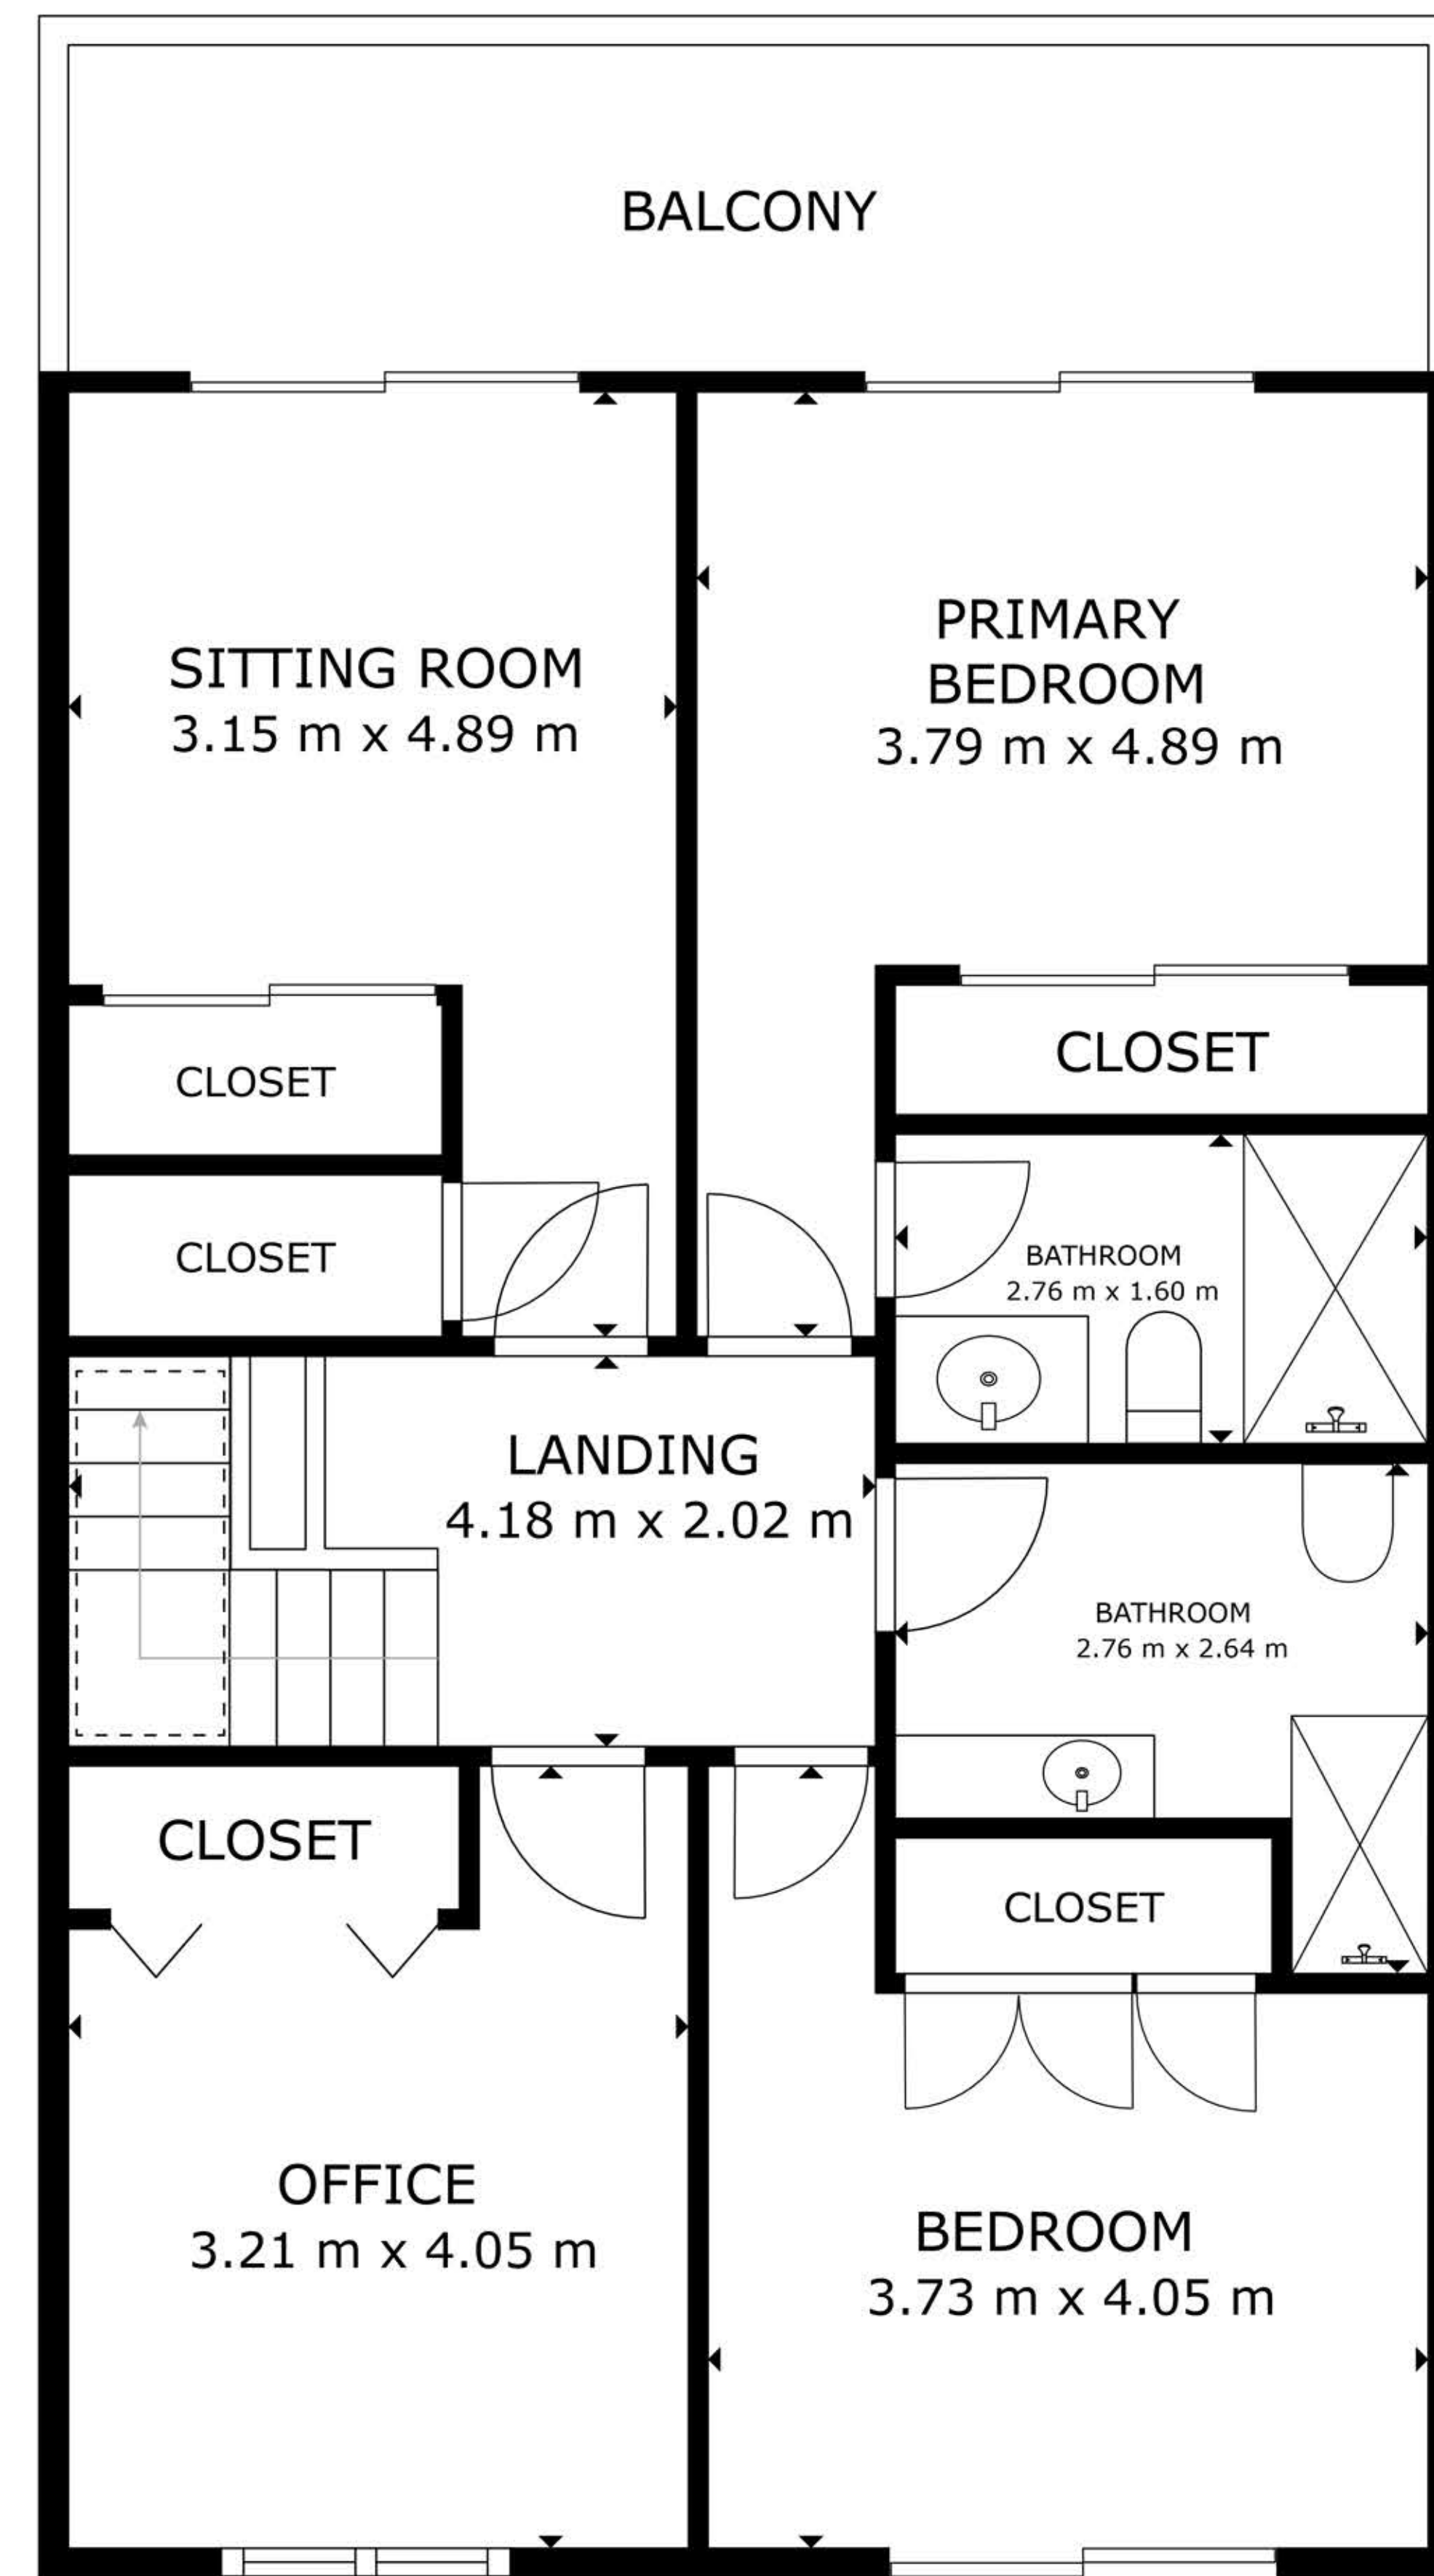 BALCONY
SITTING ROOM
3.15 m x 4.89 m
PRIMARY
BEDROOM
3.79 m x 4.89 m
CLOSET
CLOSET
CLOSET
BATHROOM
2.76 m x 1.60 m
LANDING
4.18 m x 2.02 m
BATHROOM
2.76 m x 2.64 m
CLOSET
CLOSET
OFFICE
3.21 m x 4.05 m
BEDROOM
3.73 m x 4.05 m